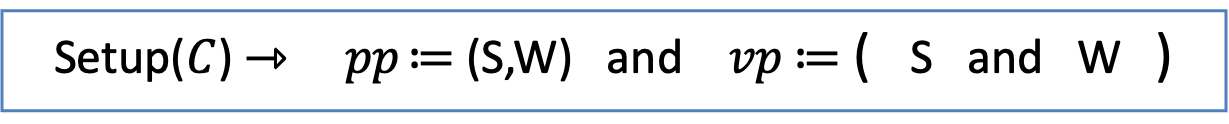 Setup(𝐶) → 𝑝𝑝 ≔ (S,W) and 𝑣𝑝 ≔ ( S and W )